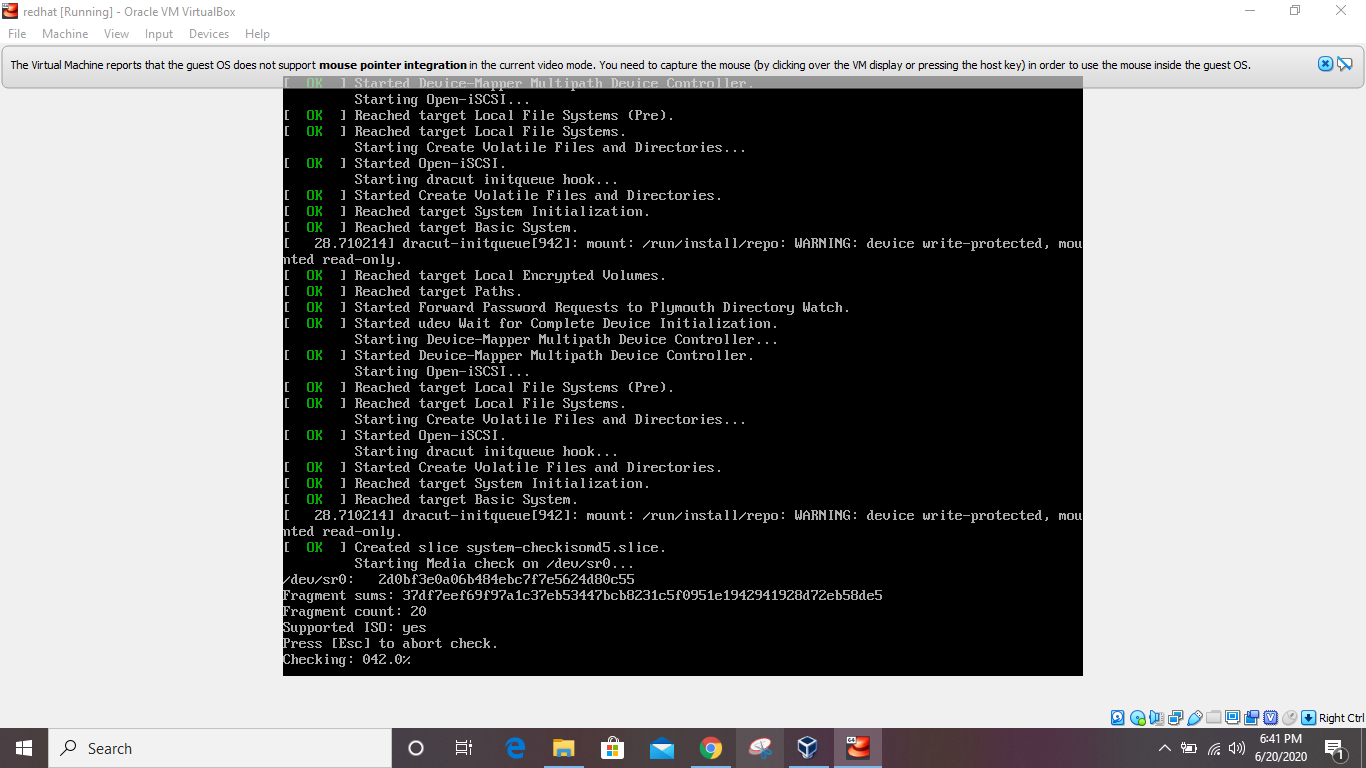 redhat [Running] - Oracle VM VirtualBox
File Machine View Input Devices Help
The Virtual Machine reports that the guest OS does not support mouse pointer integration in the current video mode. You need to capture the mouse (by clicking over the VM display or pressing the host key) in order to use the mouse inside the guest OS.
[  OK  ] Started Device-Mapper Multipath Device Controller.
         Starting Open-iSCSI...
[  OK  ] Reached target Local File Systems (Pre).
[  OK  ] Reached target Local File Systems.
         Starting Create Volatile Files and Directories...
[  OK  ] Started Open-iSCSI.
         Starting dracut initqueue hook...
[  OK  ] Started Create Volatile Files and Directories.
[  OK  ] Reached target System Initialization.
[  OK  ] Reached target Basic System.
[   28.710214] dracut-initqueue[942]: mount: /run/install/repo: WARNING: device write-protected, mou
nted read-only.
[  OK  ] Reached target Local Encrypted Volumes.
[  OK  ] Reached target Paths.
[  OK  ] Started Forward Password Requests to Plymouth Directory Watch.
[  OK  ] Started udev Wait for Complete Device Initialization.
         Starting Device-Mapper Multipath Device Controller...
[  OK  ] Started Device-Mapper Multipath Device Controller.
         Starting Open-iSCSI...
[  OK  ] Reached target Local File Systems (Pre).
[  OK  ] Reached target Local File Systems.
         Starting Create Volatile Files and Directories...
[  OK  ] Started Open-iSCSI.
         Starting dracut initqueue hook...
[  OK  ] Started Create Volatile Files and Directories.
[  OK  ] Reached target System Initialization.
[  OK  ] Reached target Basic System.
[   28.710214] dracut-initqueue[942]: mount: /run/install/repo: WARNING: device write-protected, mou
nted read-only.
[  OK  ] Created slice system-checkisomd5.slice.
         Starting Media check on /dev/sr0...
/dev/sr0:   2d0bf3e0a06b484ebc7f7e5624d80c55
Fragment sums: 37df7eef69f97a1c37eb53447bcb8231c5f0951e1942941928d72eb58de5
Fragment count: 20
Supported ISO: yes
Press [Esc] to abort check.
Checking: 042.0%
Right Ctrl
Search
6:41 PM
6/20/2020
1